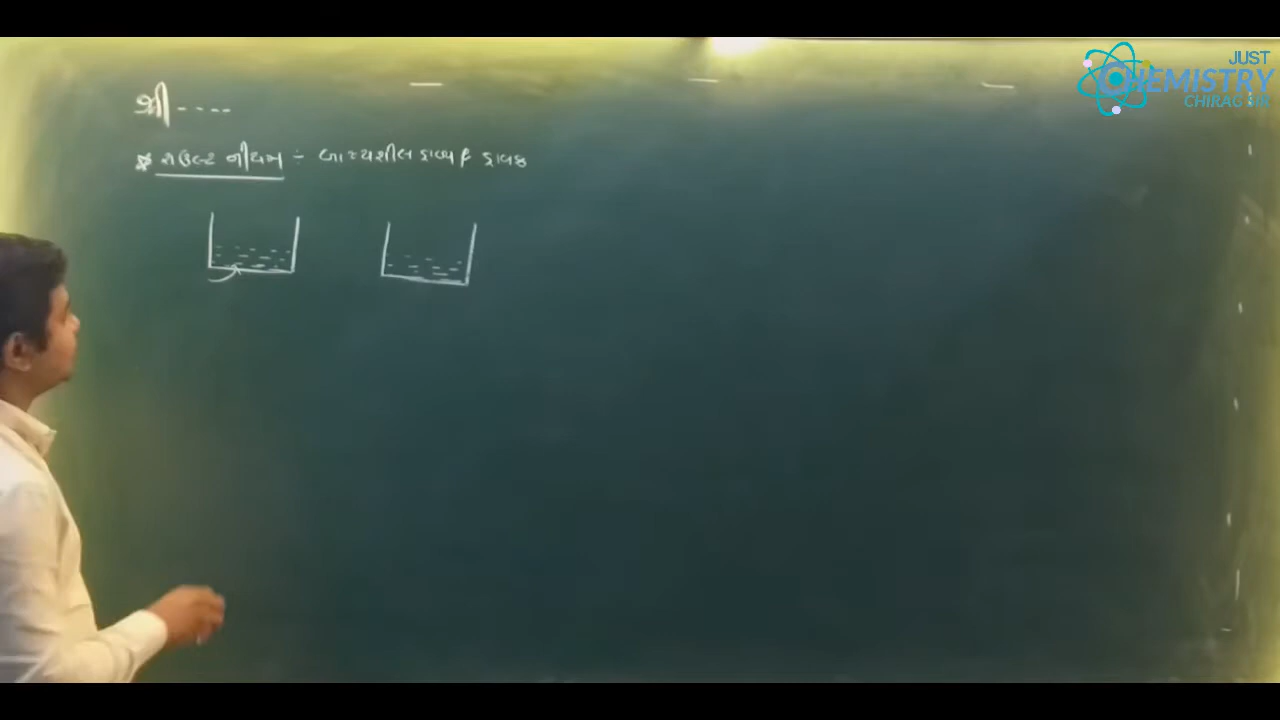 શ્રી ----
* રાઉલ્ટ નીયમ ÷ બાષ્પશીલ દ્રાવ્ય + દ્રાવક
JUST
CHEMISTRY
CHIRAG SIR